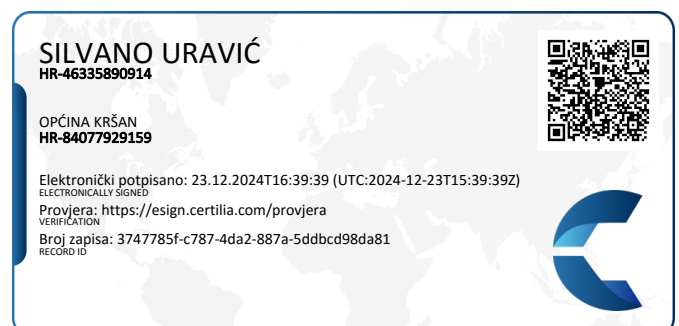 SILVANO URAVIĆ
HR-46335890914
OPĆINA KRŠAN
HR-84077929159
Elektronički potpisano: 23.12.2024T16:39:39 (UTC:2024-12-23T15:39:39Z)
ELECTRONICALLY SIGNED
Provjera: https://esign.certilia.com/provjera
VERIFICATION
Broj zapisa: 3747785f-c787-4da2-887a-5ddbcd98da81
RECORD ID